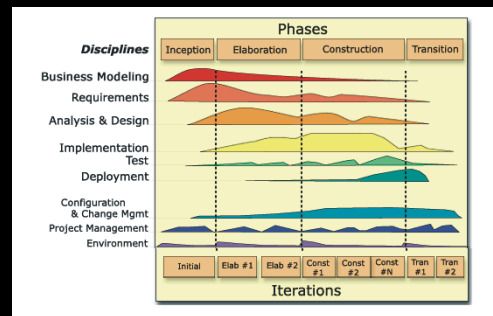 Phases
Disciplines
Inception Elaboration Construction Transition
Business Modeling
Requirements
Analysis & Design
Implementation
Test
Deployment
Configuration
& Change Mgmt
Project Management
Environment
Initial Elab #1 Elab #2 Const #1 Const #2 Const #N Tran #1 Tran #2
Iterations